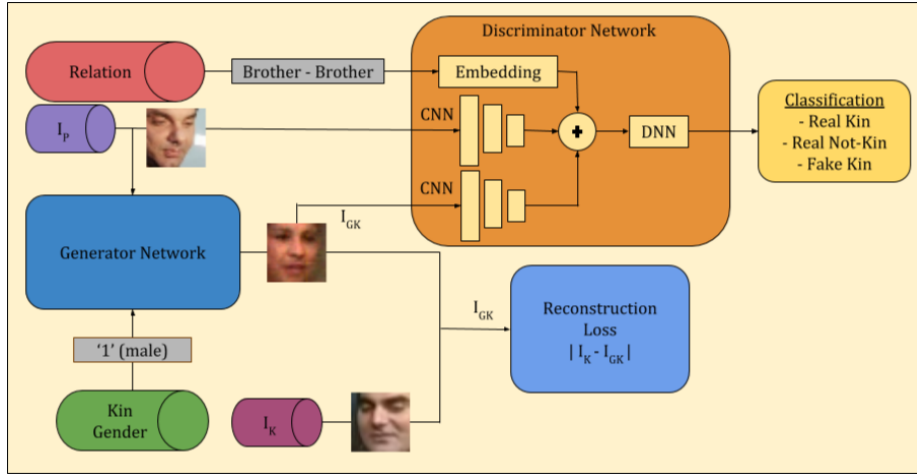 Discriminator Network
Relation
Brother - Brother
Embedding
I_P
CNN
+
DNN
Classification
- Real Kin
- Real Not-Kin
- Fake Kin
CNN
I_GK
Generator Network
I_GK
Reconstruction
Loss
| I_K - I_GK |
'1' (male)
Kin
Gender
I_K